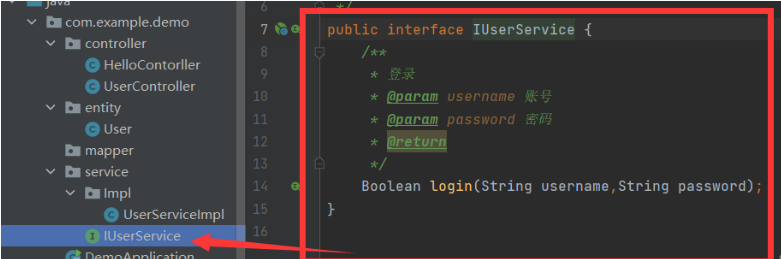 java
com.example.demo
controller
HelloContorller
UserController
entity
User
mapper
service
Impl
UserServiceImpl
IUserService
DemoApplication
6 */
7 public interface IUserService {
8 /**
9 * 登录
10 * @param username 账号
11 * @param password 密码
12 * @return
13 */
14 Boolean login(String username,String password);
15 }
16